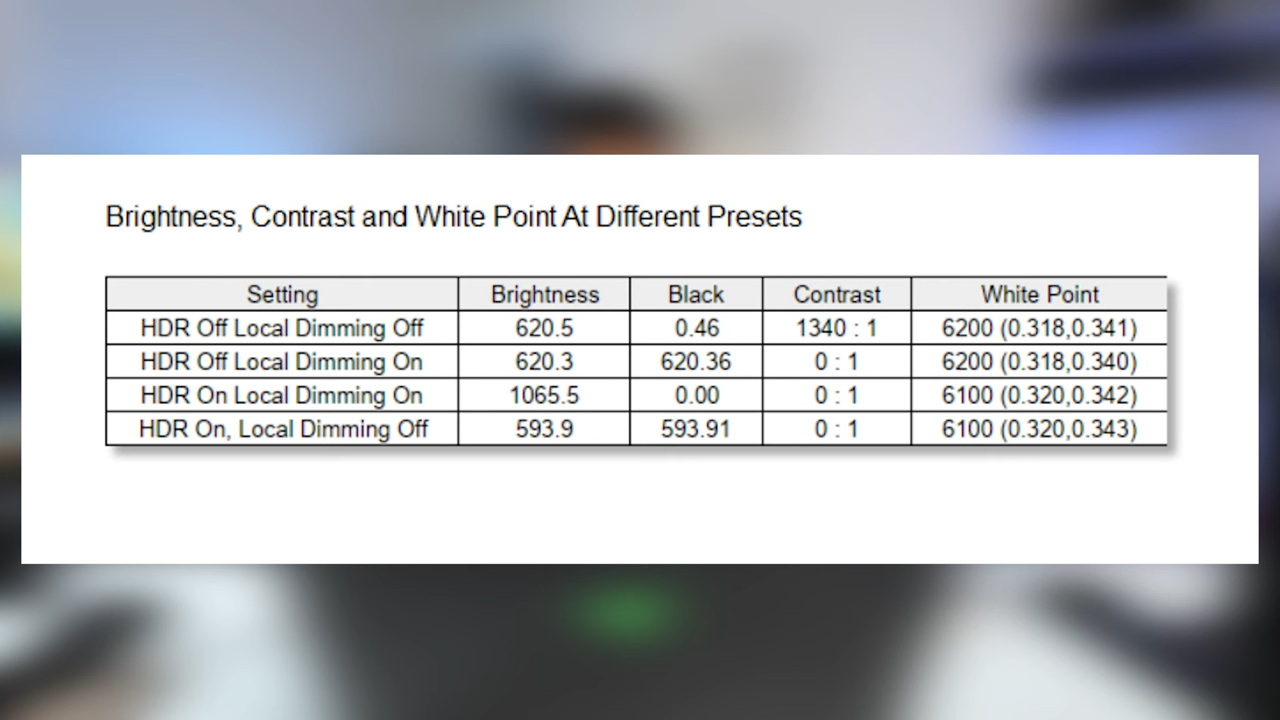 Brightness, Contrast and White Point At Different Presets
Setting Brightness Black Contrast White Point
HDR Off Local Dimming Off 620.5 0.46 1340 : 1 6200 (0.318,0.341)
HDR Off Local Dimming On 620.3 620.36 0 : 1 6200 (0.318,0.340)
HDR On Local Dimming On 1065.5 0.00 0 : 1 6100 (0.320,0.342)
HDR On, Local Dimming Off 593.9 593.91 0 : 1 6100 (0.320,0.343)